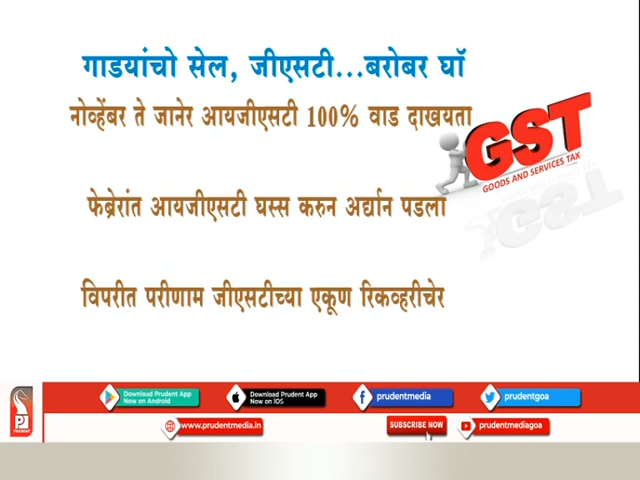 गाडयांचो सेल, जीएसटी...बरोबर घॉ
नोव्हेंबर ते जानेर आयजीएसटी 100% वाड दाखयता
GST
GOODS AND SERVICES TAX
फेब्रेरांत आयजीएसटी घस्स करुन अर्द्यान पडला
विपरीत परीणाम जीएसटीच्या एकूण रिकव्हरीचेर
Download Prudent App
Now on Android
Download Prudent App
Now on iOS
prudentmedia
prudentgoa
PRUDENT
www.prudentmedia.in
SUBSCRIBE NOW
prudentmediagoa